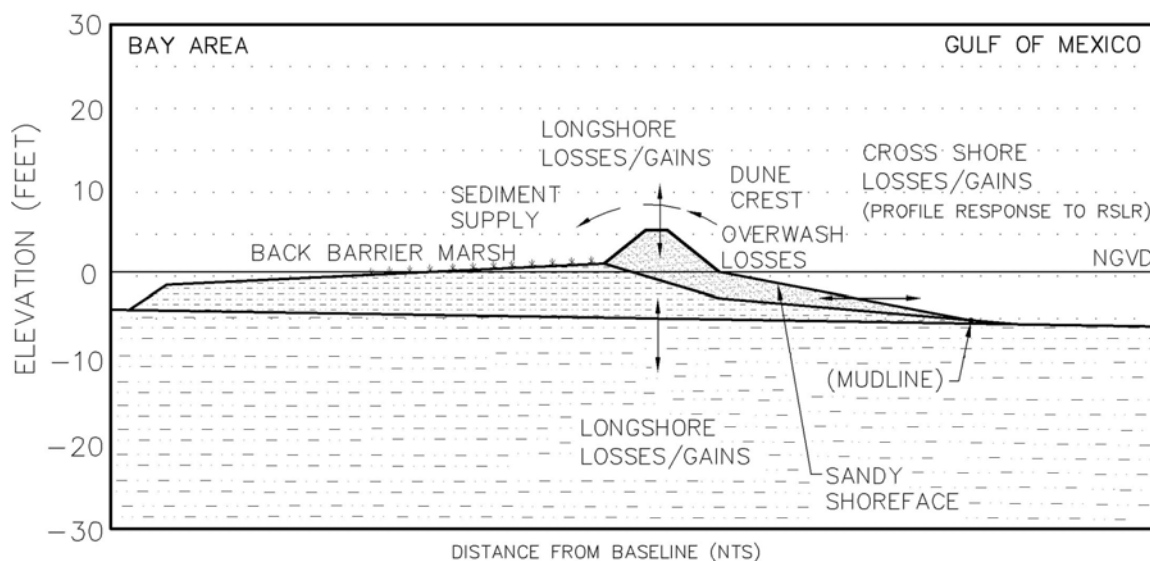 30
BAY AREA
GULF OF MEXICO
20
LONGSHORE
LOSSES/GAINS
CROSS SHORE
LOSSES/GAINS
(PROFILE RESPONSE TO RSLR)
DUNE
CREST
10
SEDIMENT
SUPPLY
OVERWASH
LOSSES
BACK BARRIER MARSH
NGVD
0
ELEVATION (FEET)
-10
(MUDLINE)
-20
LONGSHORE
LOSSES/GAINS
SANDY
SHOREFACE
-30
DISTANCE FROM BASELINE (NTS)